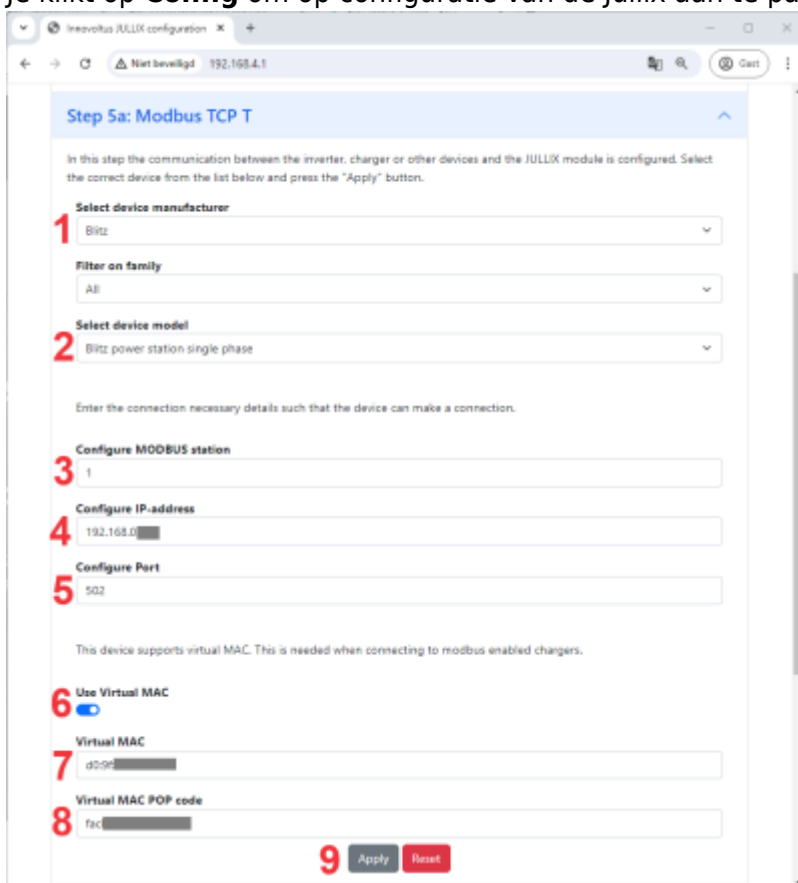 je klikt op Config om op configuratie van de jullix aan te pa
Innovoltus JULLIX configuration
Niet beveiligd 192.168.4.1 Gast
Step 5a: Modbus TCP T
In this step the communication between the inverter, charger or other devices and the JULLIX module is configured. Select
the correct device from the list below and press the "Apply" button.
Select device manufacturer
1 Blitz
Filter on family
All
Select device model
2 Blitz power station single phase
Enter the connection necessary details such that the device can make a connection.
Configure MODBUS station
3 1
Configure IP-address
4 192.168.0
Configure Port
5 502
This device supports virtual MAC. This is needed when connecting to modbus enabled chargers.
Use Virtual MAC
6
Virtual MAC
7 d0:96
Virtual MAC POP code
8 fac
9 Apply Reset